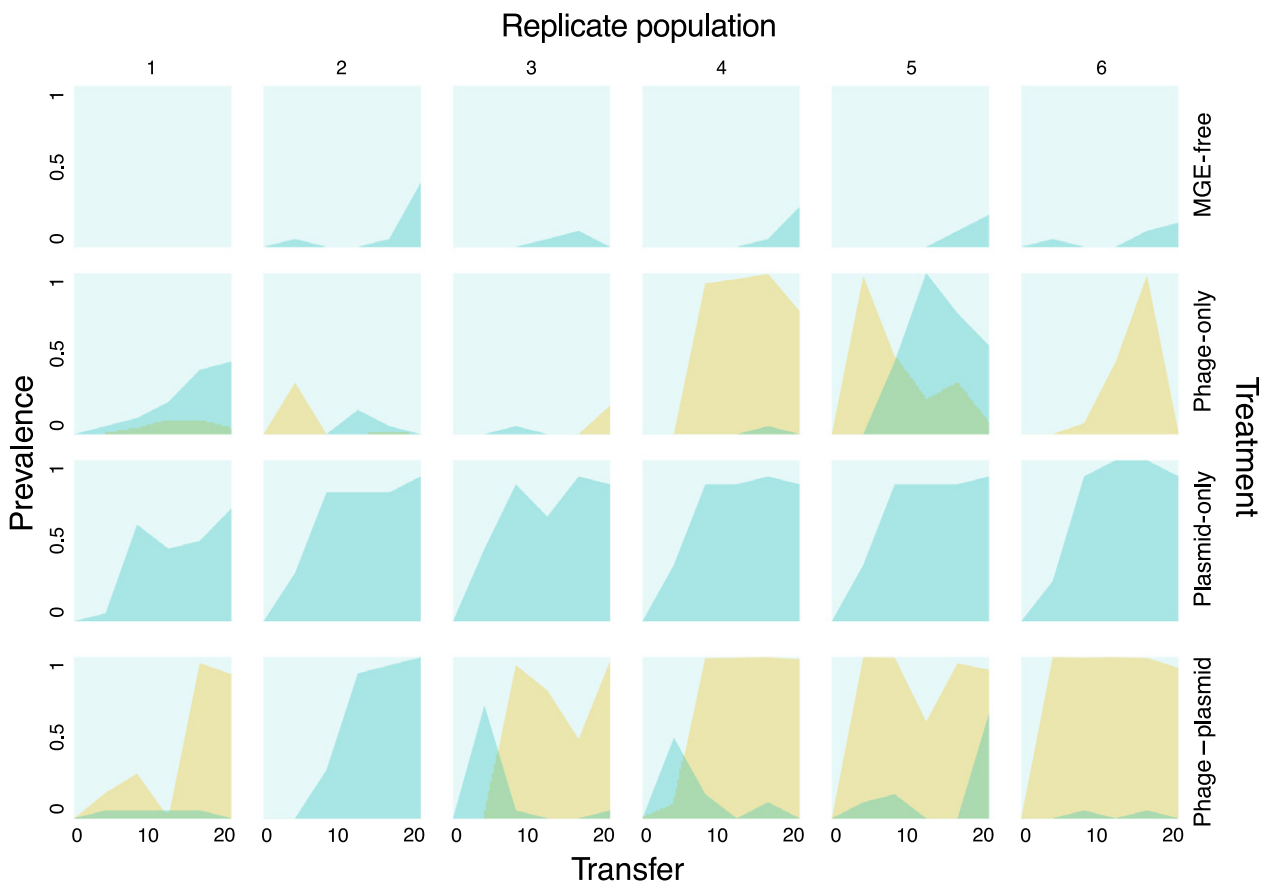 Replicate population
1 2 3 4 5 6
1
0.5
0
MGE-free
1
0.5
0
Phage-only
Prevalence
Treatment
1
0.5
0
Plasmid-only
1
0.5
0
Phage–plasmid
0 10 20 0 10 20 0 10 20 0 10 20 0 10 20 0 10 20
Transfer